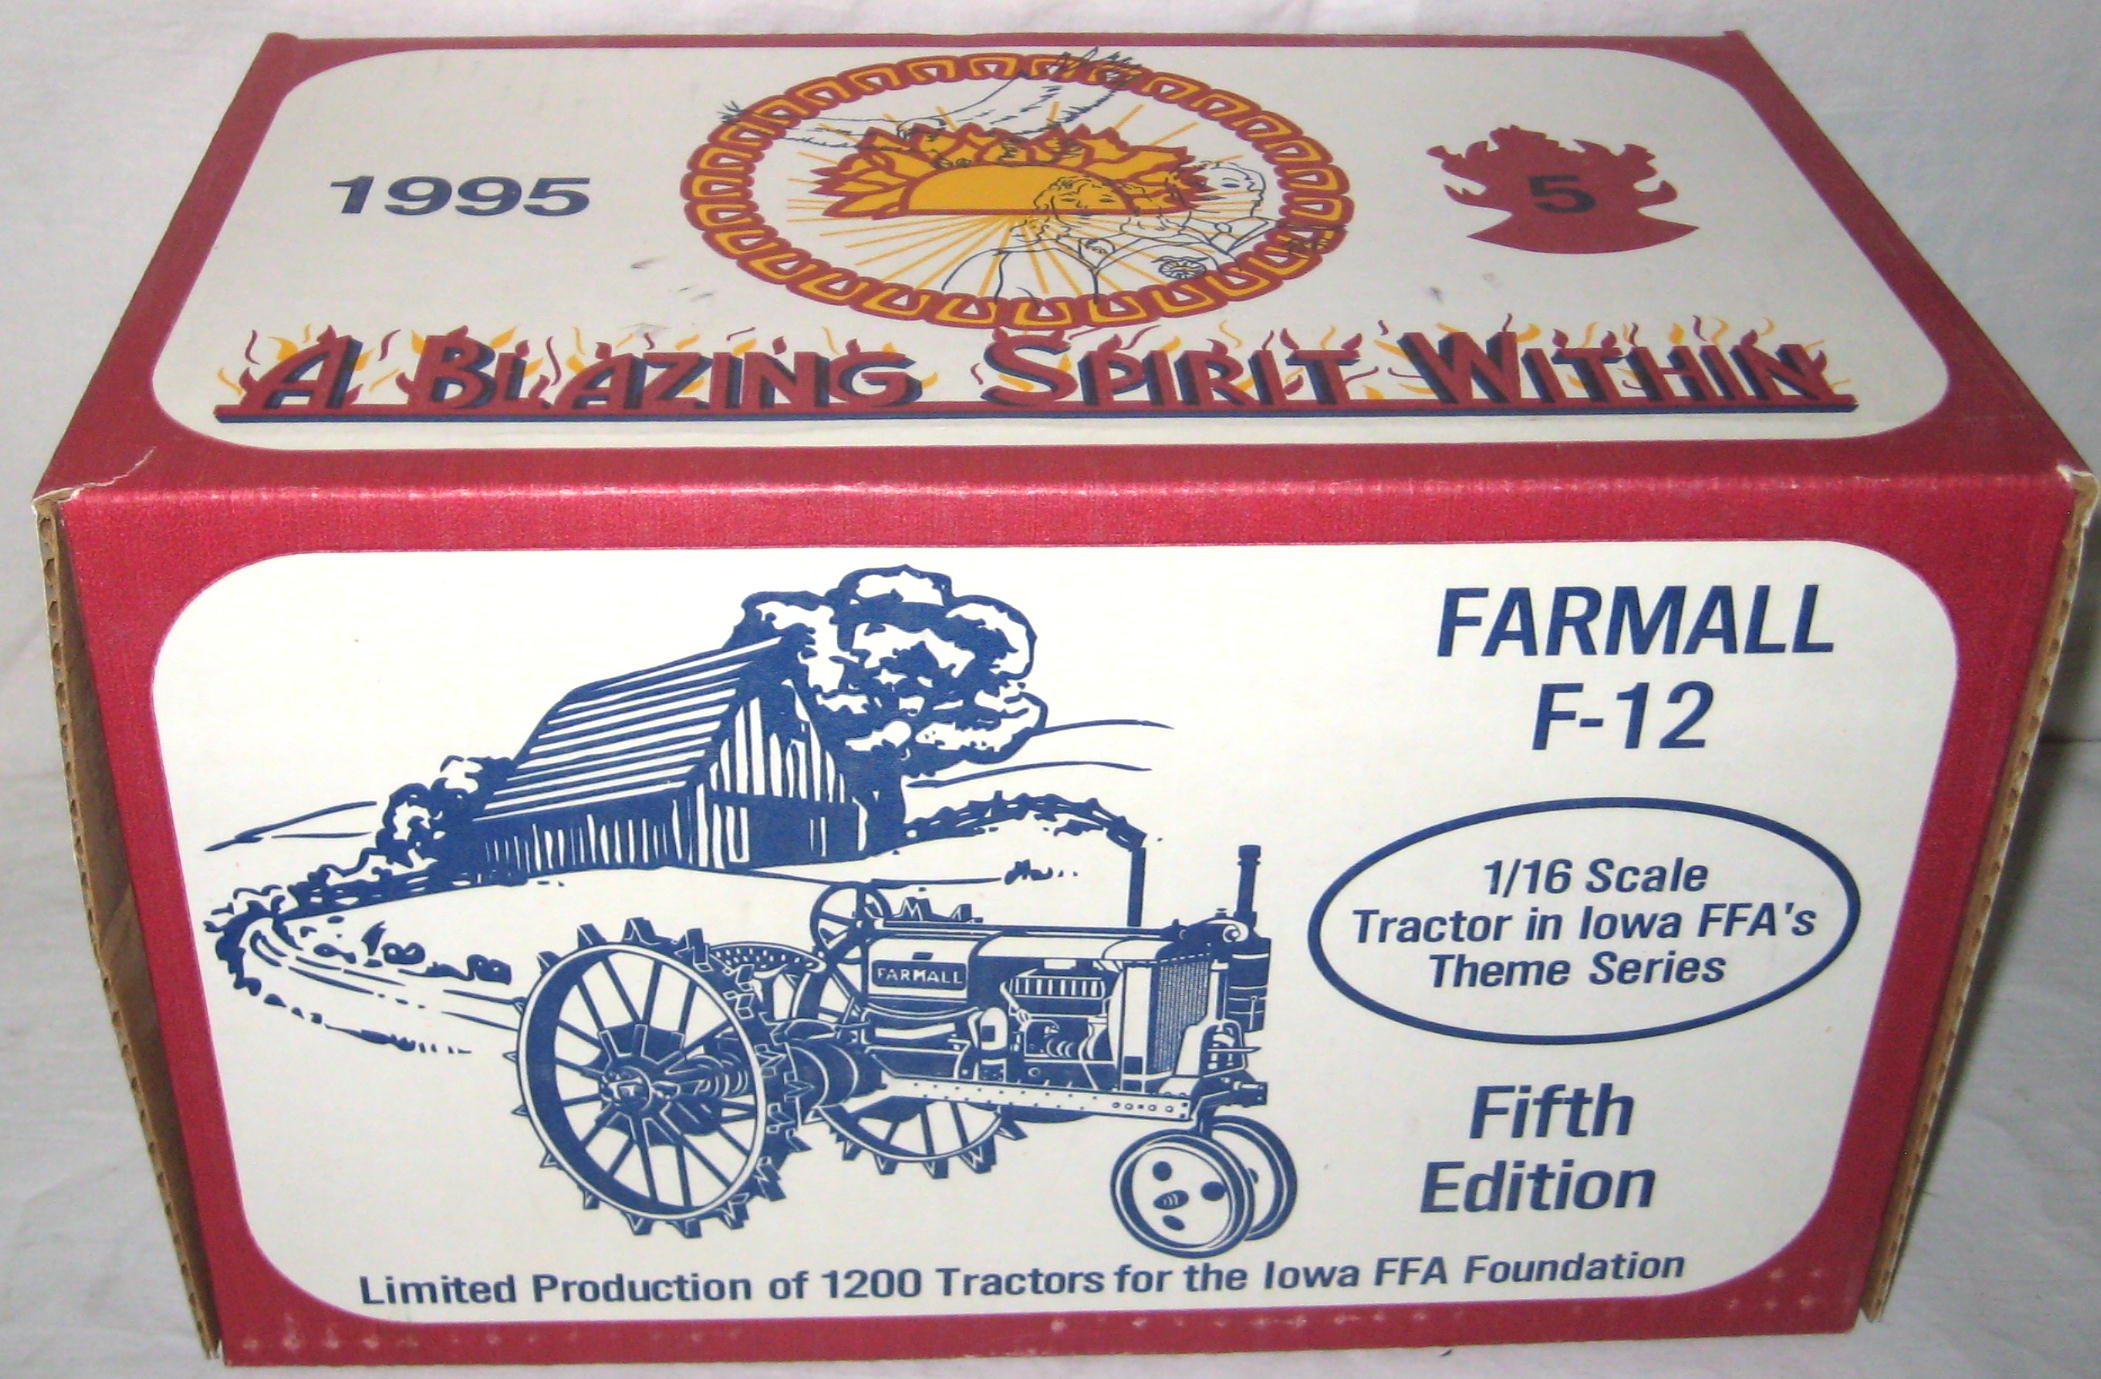 1995
5
A BLAZING SPIRIT WITHIN
FARMALL
F-12
1/16 Scale
Tractor in Iowa FFA's
Theme Series
FARMALL
Fifth
Edition
Limited Production of 1200 Tractors for the Iowa FFA Foundation